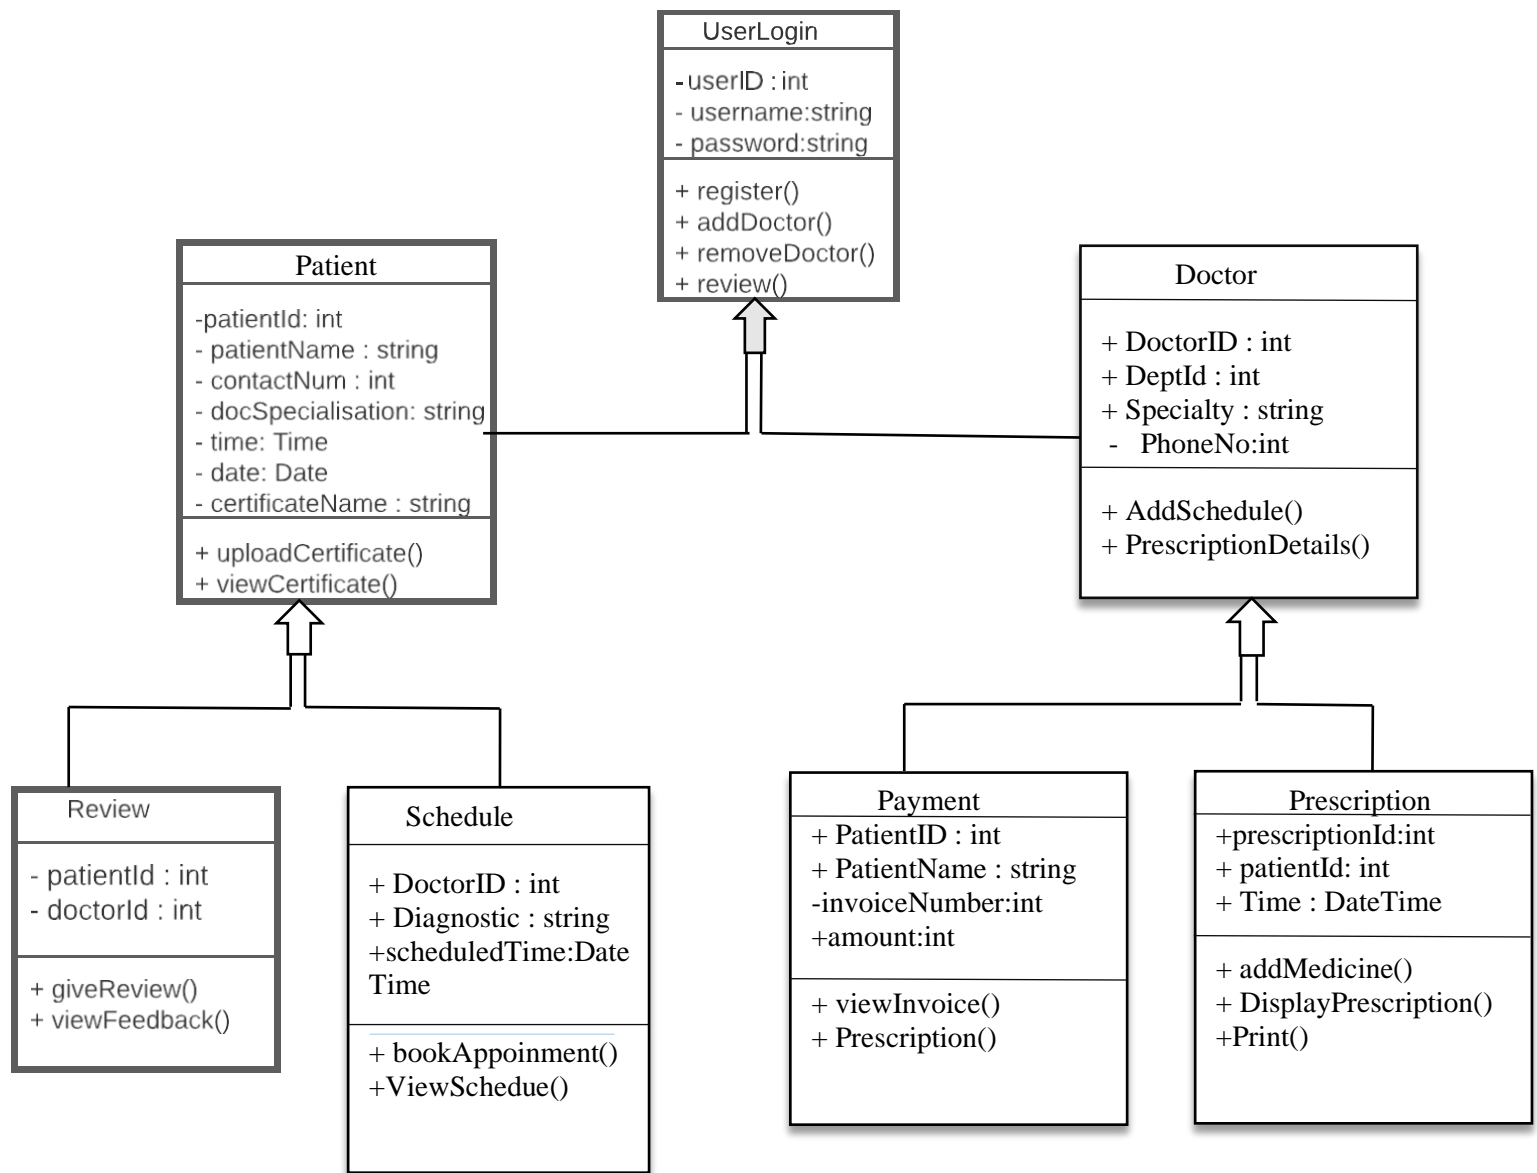 UserLogin
-userID : int
- username:string
- password:string
+ register()
+ addDoctor()
+ removeDoctor()
+ review()
Patient
-patientId: int
- patientName : string
- contactNum : int
- docSpecialisation: string
- time: Time
- date: Date
- certificateName : string
+ uploadCertificate()
+ viewCertificate()
Doctor
+ DoctorID : int
+ DeptId : int
+ Specialty : string
- PhoneNo:int
+ AddSchedule()
+ PrescriptionDetails()
Review
- patientId : int
- doctorId : int
+ giveReview()
+ viewFeedback()
Schedule
+ DoctorID : int
+ Diagnostic : string
+scheduledTime:Date
Time
+ bookAppoinment()
+ViewSchedue()
Payment
+ PatientID : int
+ PatientName : string
-invoiceNumber:int
+amount:int
+ viewInvoice()
+ Prescription()
Prescription
+prescriptionId:int
+ patientId: int
+ Time : DateTime
+ addMedicine()
+ DisplayPrescription()
+Print()